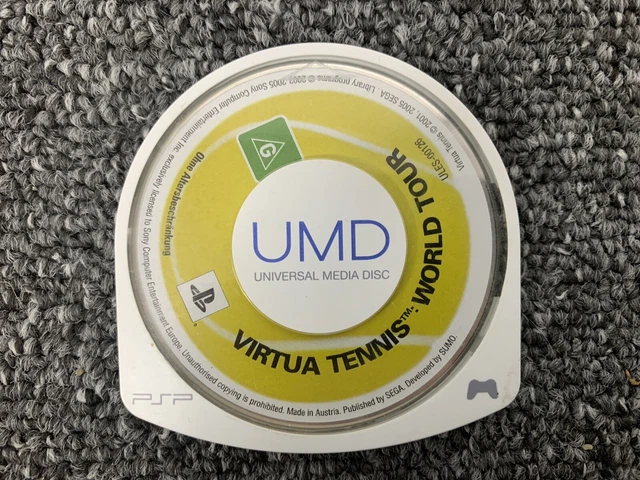 UMD
UNIVERSAL MEDIA DISC
VIRTUA TENNIS™: WORLD TOUR
ULES-00126
G
Ohne Altersbeschränkung
Virtua Tennis © 2001, 2005 SEGA. Library programs © 2003, 2005 Sony Computer Entertainment Inc. exclusively licensed to Sony Computer Entertainment Europe. Unauthorised copying is prohibited. Made in Austria. Published by SEGA. Developed by SUMO.
PSP